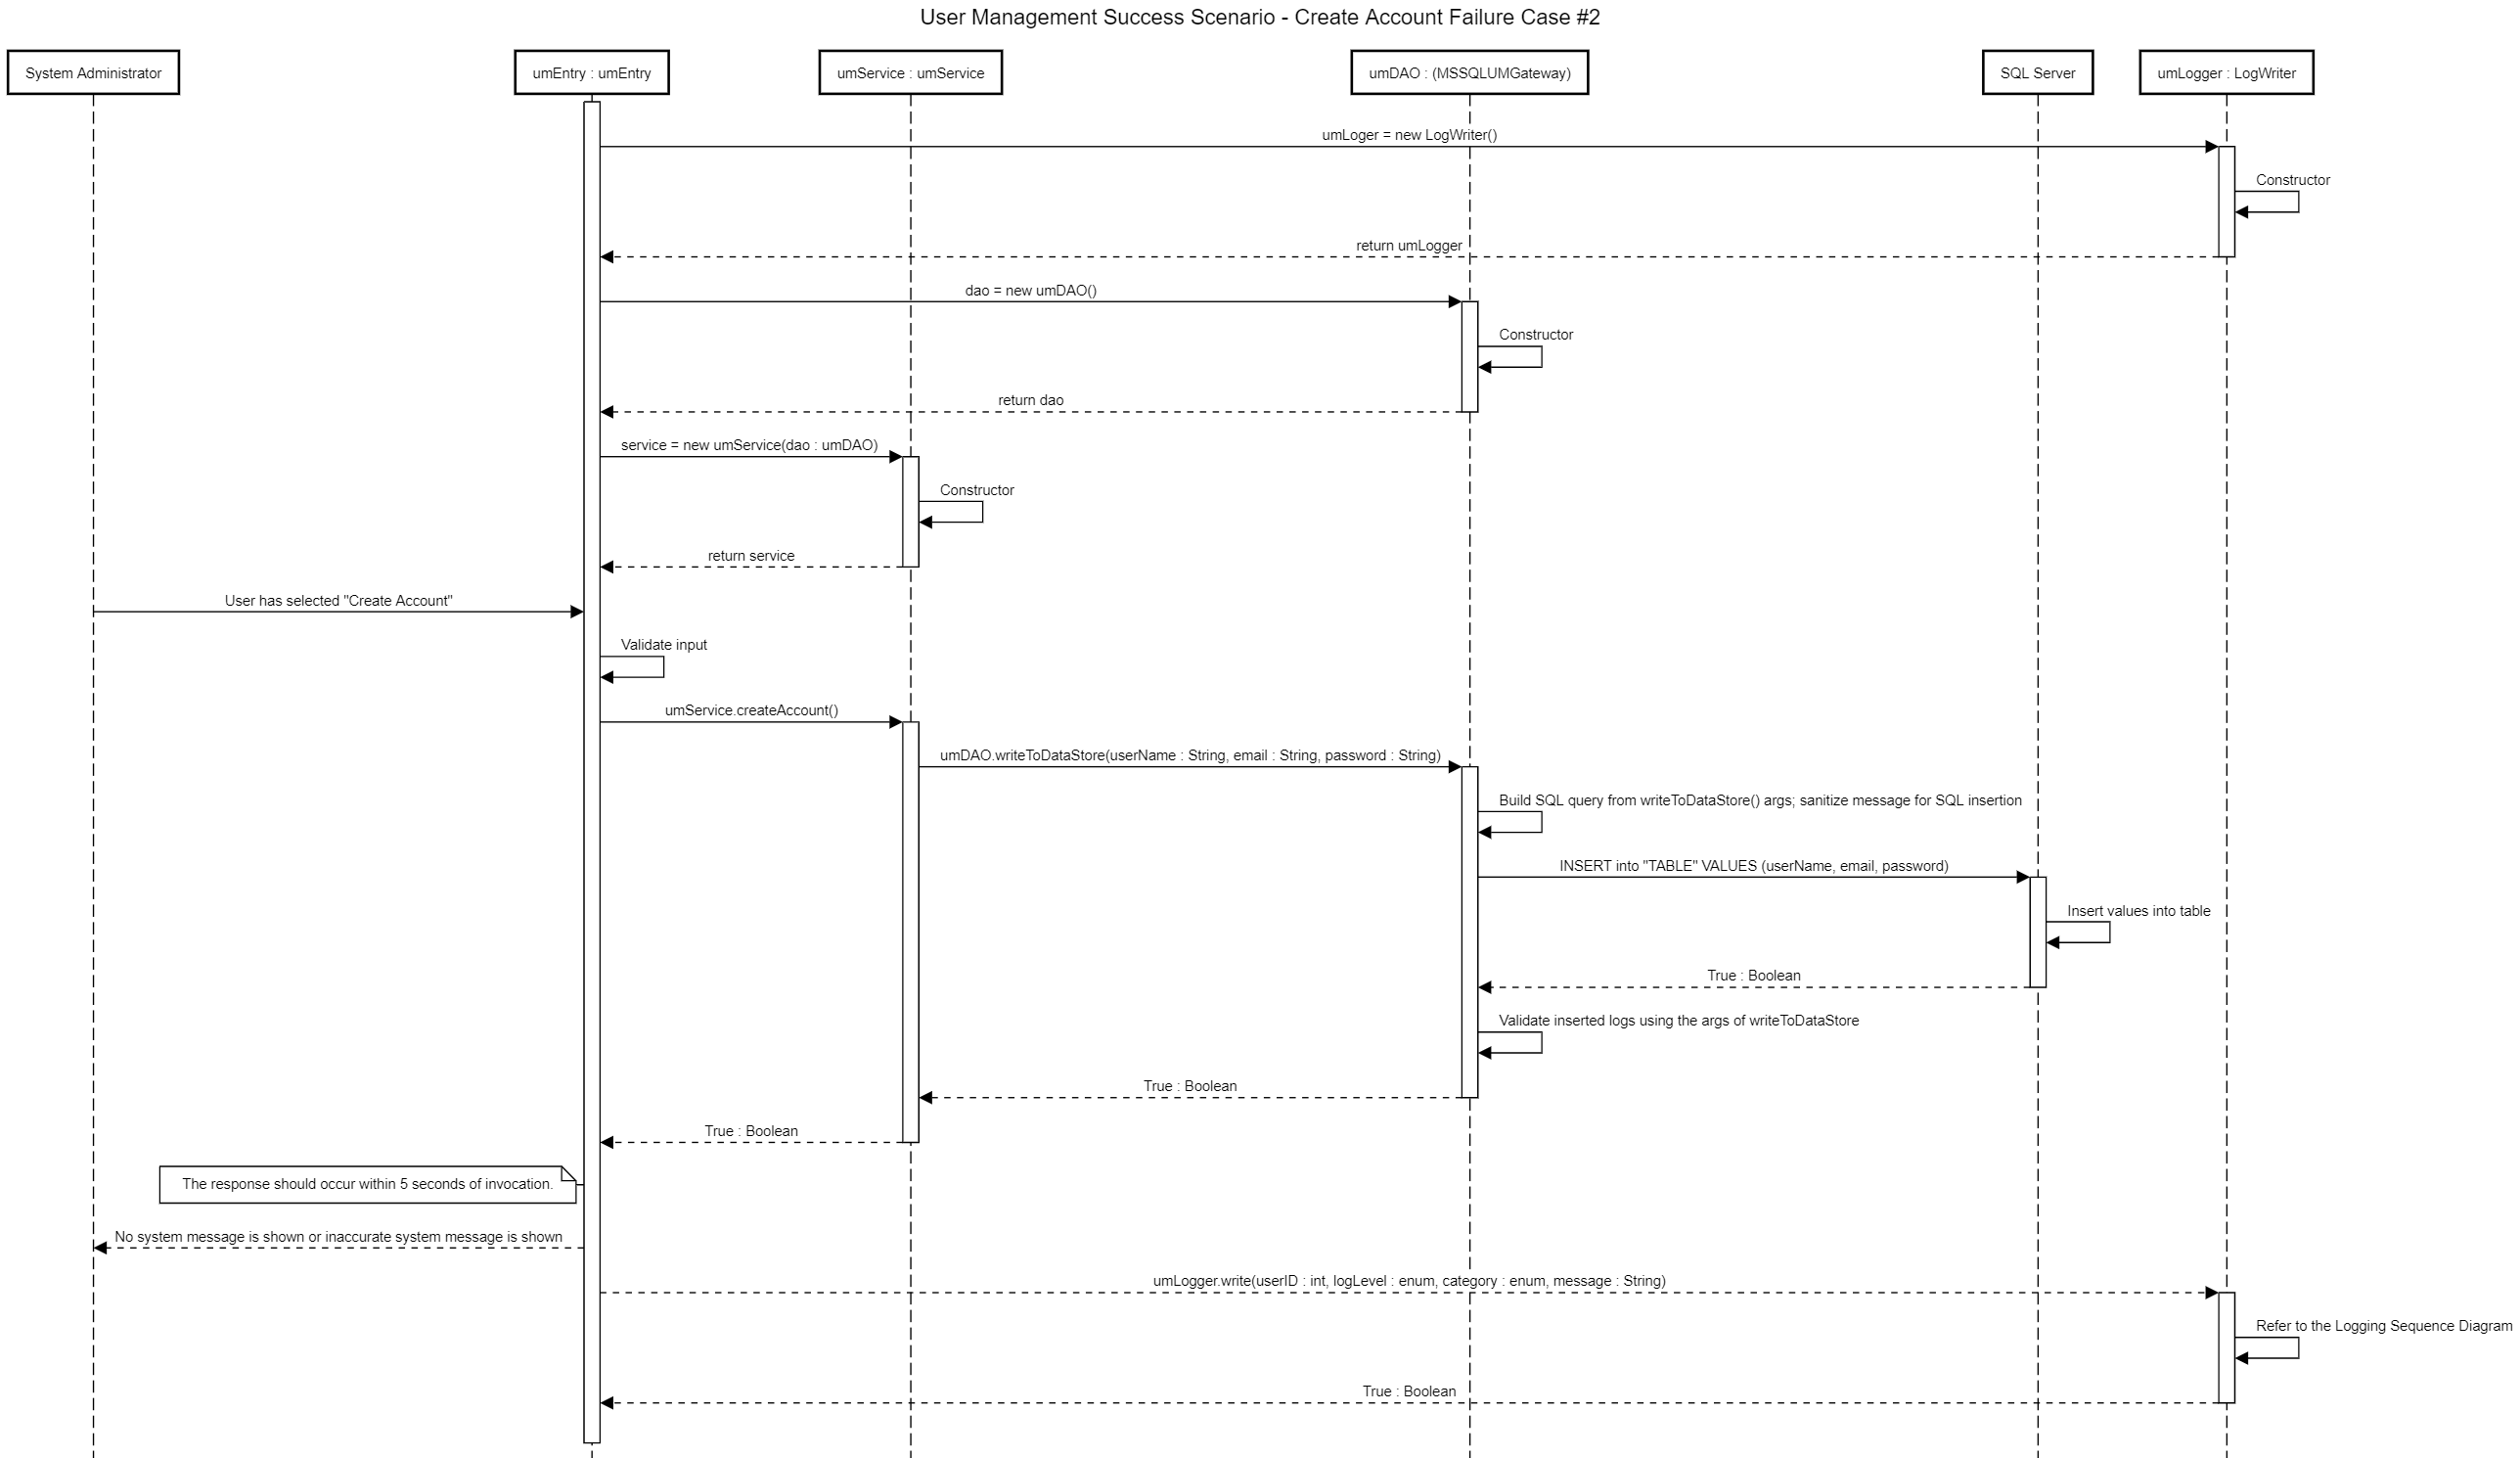 User Management Success Scenario - Create Account Failure Case #2
System Administrator
umEntry : umEntry
umService : umService
umDAO : (MSSQLUMGateway)
SQL Server
umLogger : LogWriter
umLoger = new LogWriter()
Constructor
return umLogger
dao = new umDAO()
Constructor
return dao
service = new umService(dao : umDAO)
Constructor
return service
User has selected "Create Account"
Validate input
umService.createAccount()
umDAO.writeToDataStore(userName : String, email : String, password : String)
Build SQL query from writeToDataStore() args; sanitize message for SQL insertion
INSERT into "TABLE" VALUES (userName, email, password)
Insert values into table
True : Boolean
Validate inserted logs using the args of writeToDataStore
True : Boolean
True : Boolean
The response should occur within 5 seconds of invocation.
No system message is shown or inaccurate system message is shown
umLogger.write(userID : int, logLevel : enum, category : enum, message : String)
Refer to the Logging Sequence Diagram
True : Boolean